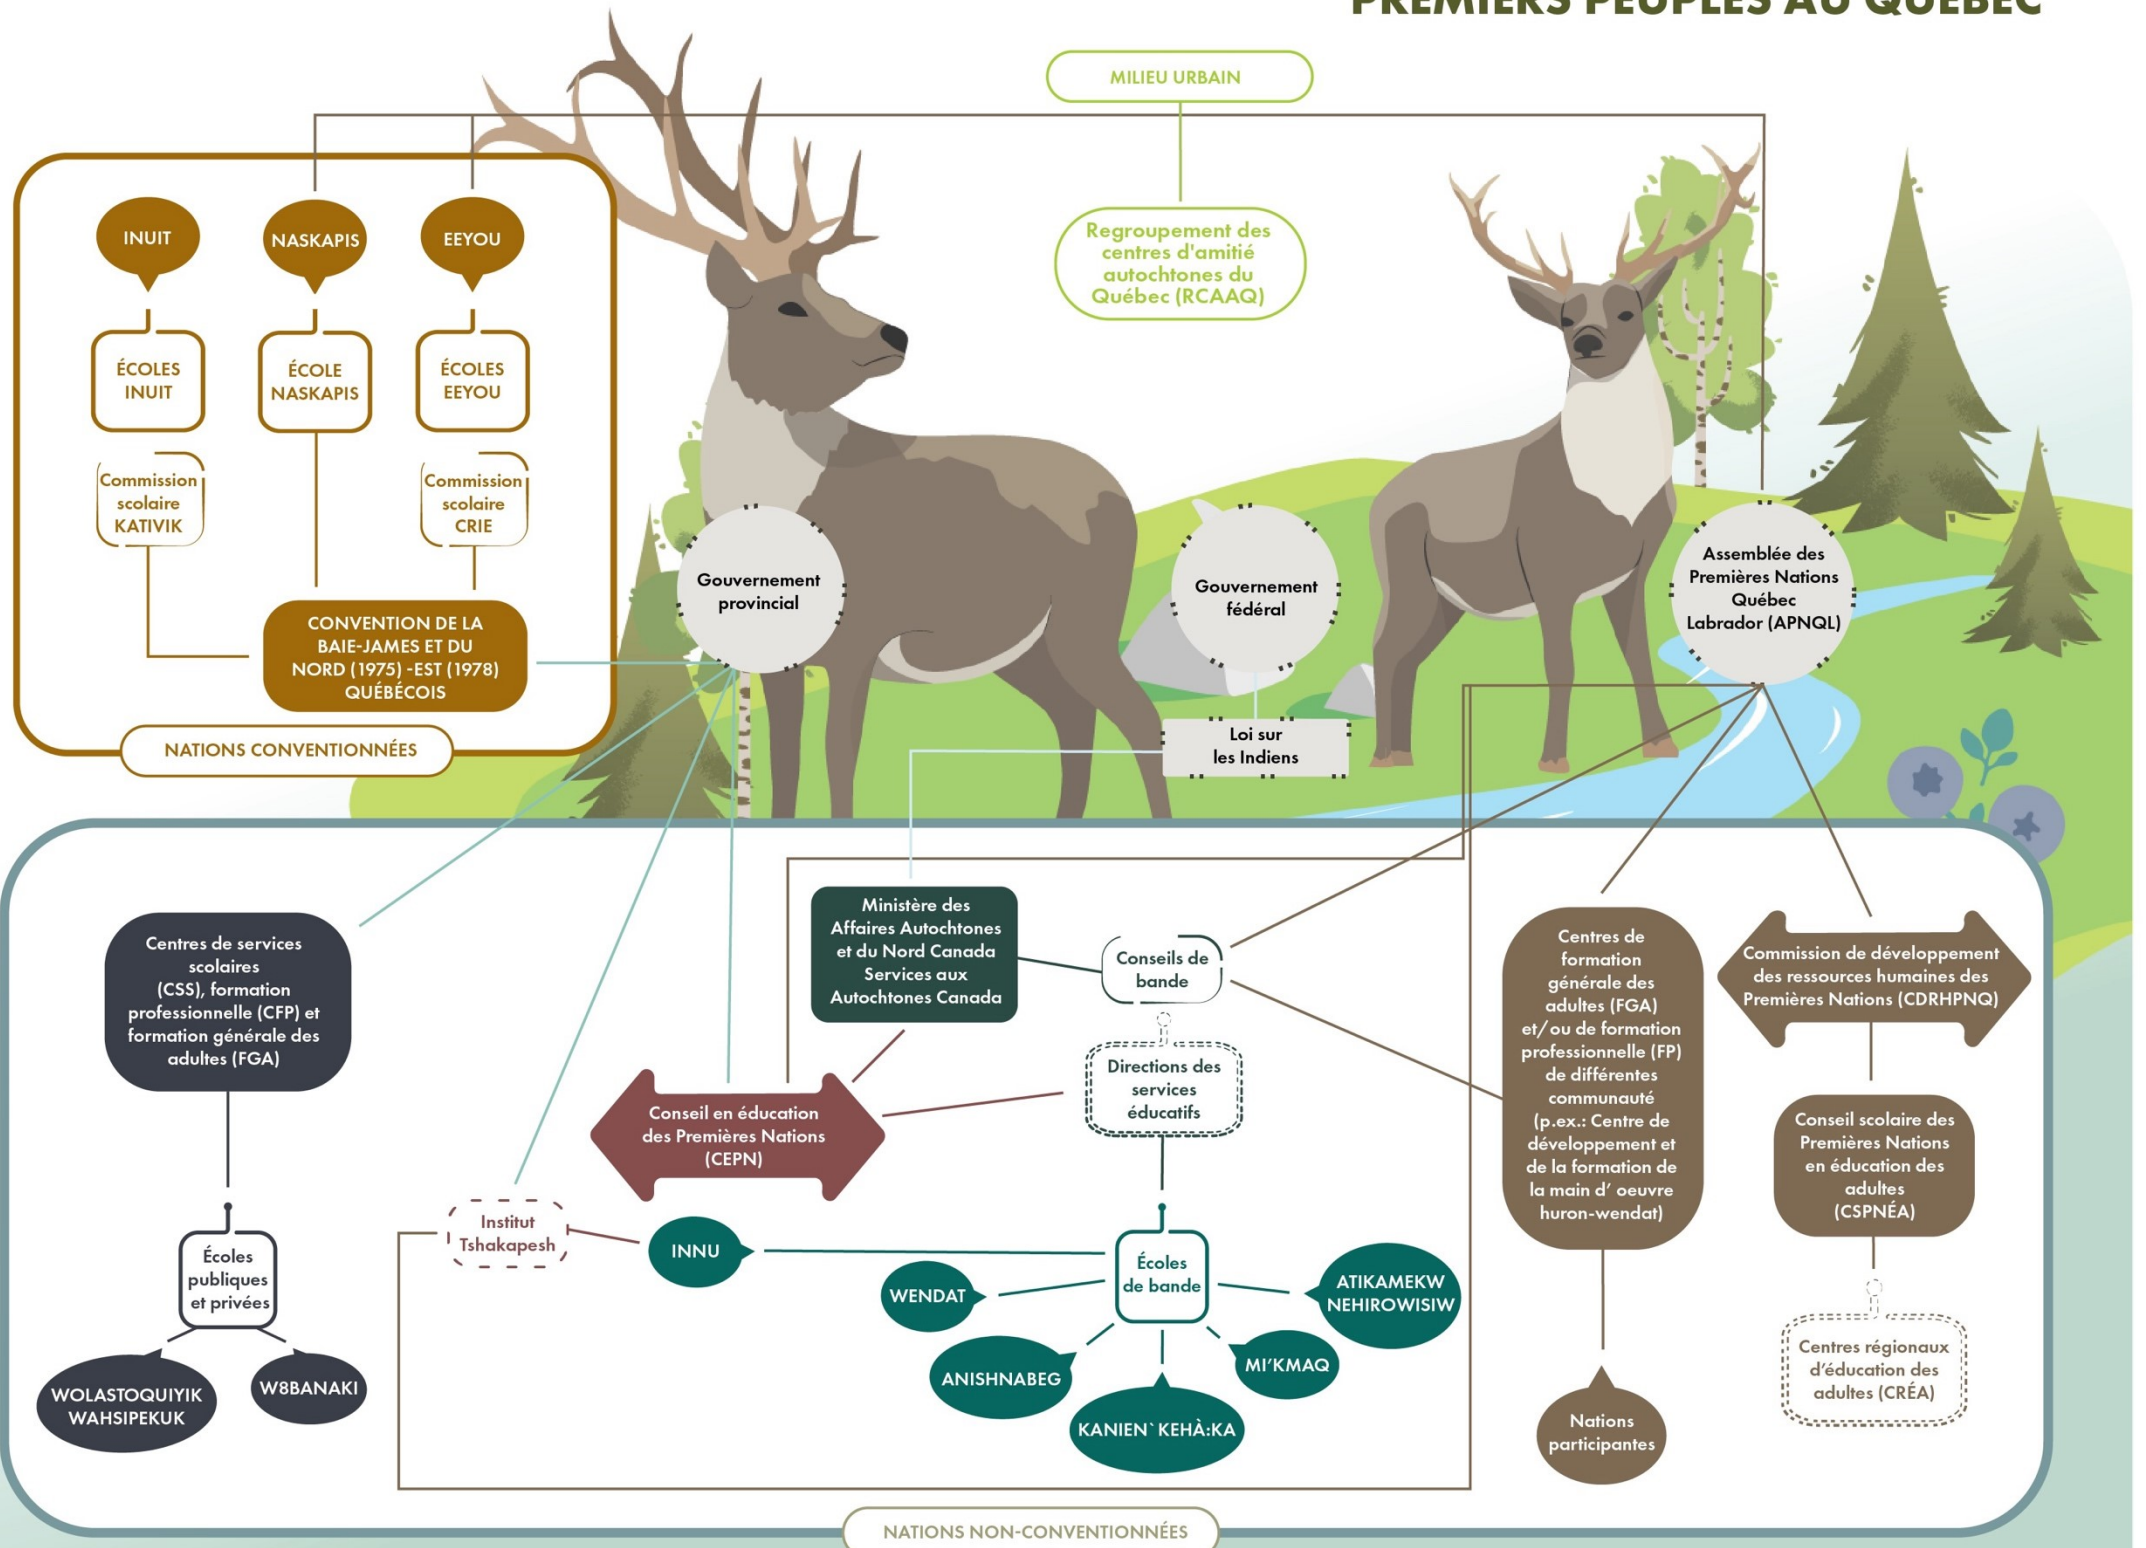 PREMIERS PEUPLES AU QUÉBEC
MILIEU URBAIN
Regroupement des
centres d'amitié
autochtones du
Québec (RCAAQ)
INUIT
NASKAPIS
EEYOU
ÉCOLES
INUIT
ÉCOLE
NASKAPIS
ÉCOLES
EEYOU
Commission
scolaire
KATIVIK
Commission
scolaire
CRIE
CONVENTION DE LA
BAIE-JAMES ET DU
NORD (1975) -EST (1978)
QUÉBÉCOIS
NATIONS CONVENTIONNÉES
Gouvernement
provincial
Gouvernement
fédéral
Assemblée des
Premières Nations
Québec
Labrador (APNQL)
Loi sur
les Indiens
Centres de services
scolaires
(CSS), formation
professionnelle (CFP) et
formation générale des
adultes (FGA)
Ministère des
Affaires Autochtones
et du Nord Canada
Services aux
Autochtones Canada
Conseils de
bande
Centres de
formation
générale des
adultes (FGA)
et/ou de formation
professionnelle (FP)
de différentes
communauté
(p.ex.: Centre de
développement et
de la formation de
la main d' oeuvre
huron-wendat)
Commission de développement
des ressources humaines des
Premières Nations (CDRHPNQ)
Directions des
services
éducatifs
Conseil en éducation
des Premières Nations
(CEPN)
Conseil scolaire des
Premières Nations
en éducation des
adultes
(CSPNÉA)
Institut
Tshakapesh
INNU
Écoles
publiques
et privées
Écoles
de bande
WENDAT
ATIKAMEKW
NEHIROWISIW
ANISHNABEG
MI'KMAQ
KANIEN`KEHÀ:KA
WOLASTOQUIYIK
WAHSIPEKUK
W8BANAKI
Nations
participantes
Centres régionaux
d'éducation des
adultes (CRÉA)
NATIONS NON-CONVENTIONNÉES